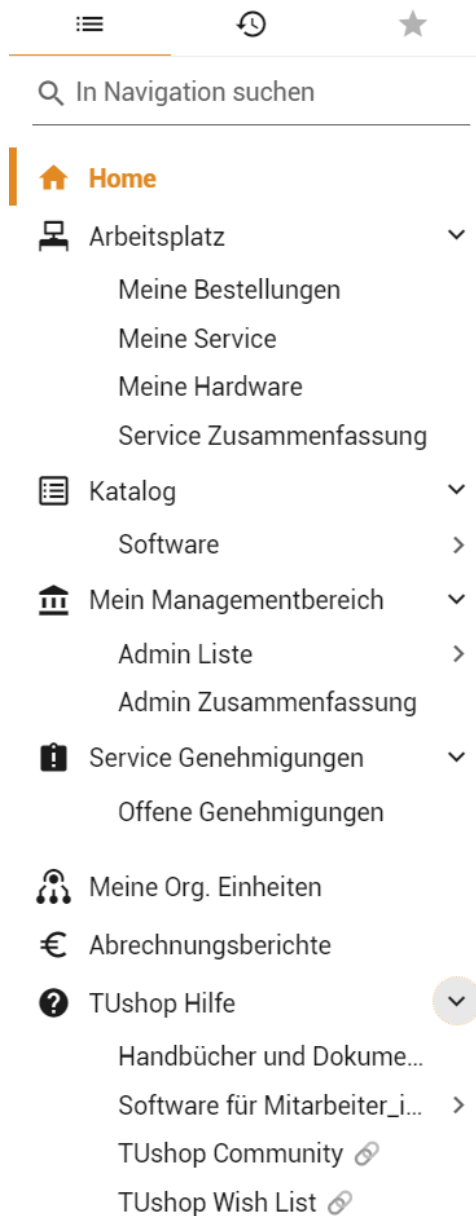 In Navigation suchen
Home
Arbeitsplatz
Meine Bestellungen
Meine Service
Meine Hardware
Service Zusammenfassung
Katalog
Software
Mein Managementbereich
Admin Liste
Admin Zusammenfassung
Service Genehmigungen
Offene Genehmigungen
Meine Org. Einheiten
Abrechnungsberichte
TUshop Hilfe
Handbücher und Dokume...
Software für Mitarbeiter_i...
TUshop Community
TUshop Wish List